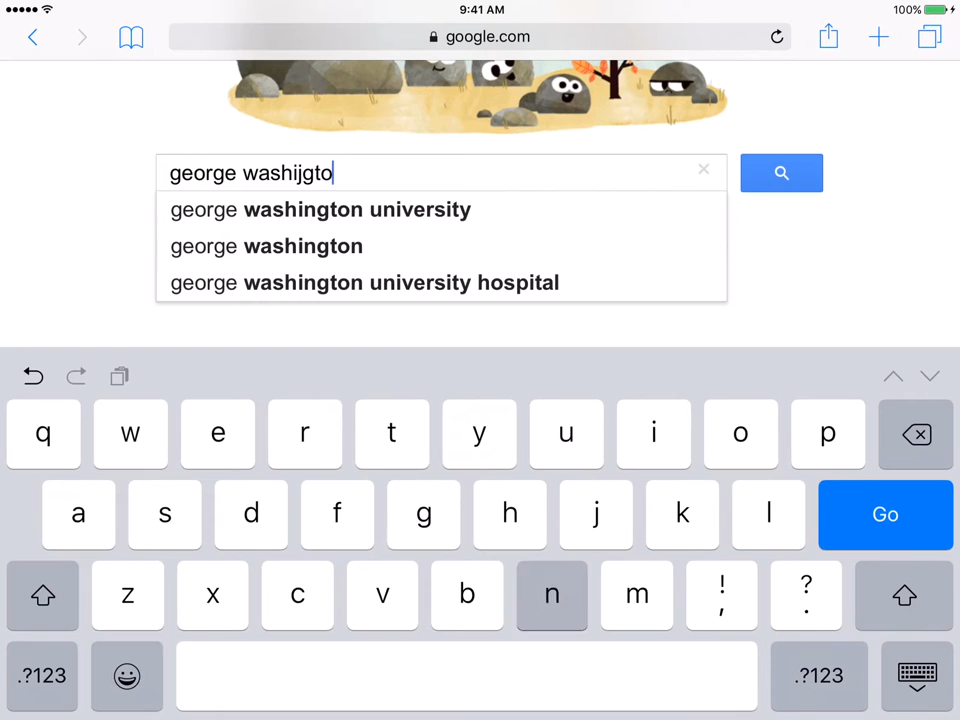 9:41 AM
100%
google.com
george washijgto
george washington university
george washington
george washington university hospital
q w e r t y u i o p
a s d f g h j k l Go
z x c v b n m ! , ? .
.?123 .?123